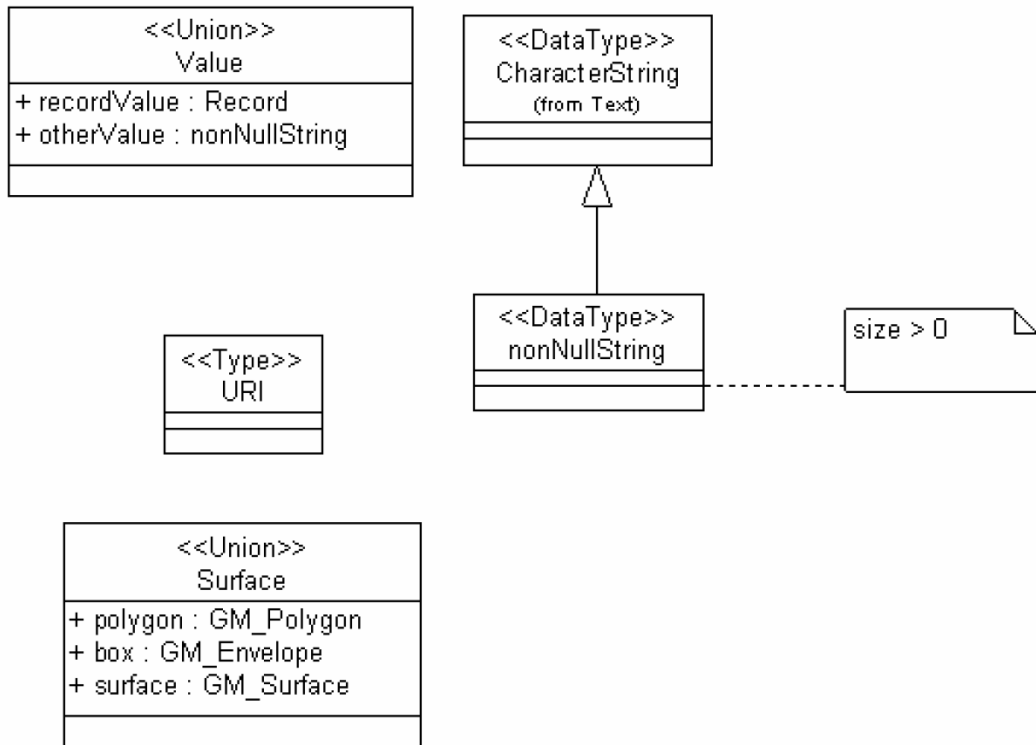 <<Union>>
Value
+ recordValue : Record
+ otherValue : nonNullString
<<DataType>>
CharacterString
(from Text)
<<DataType>>
nonNullString
size > 0
<<Type>>
URI
<<Union>>
Surface
+ polygon : GM_Polygon
+ box : GM_Envelope
+ surface : GM_Surface